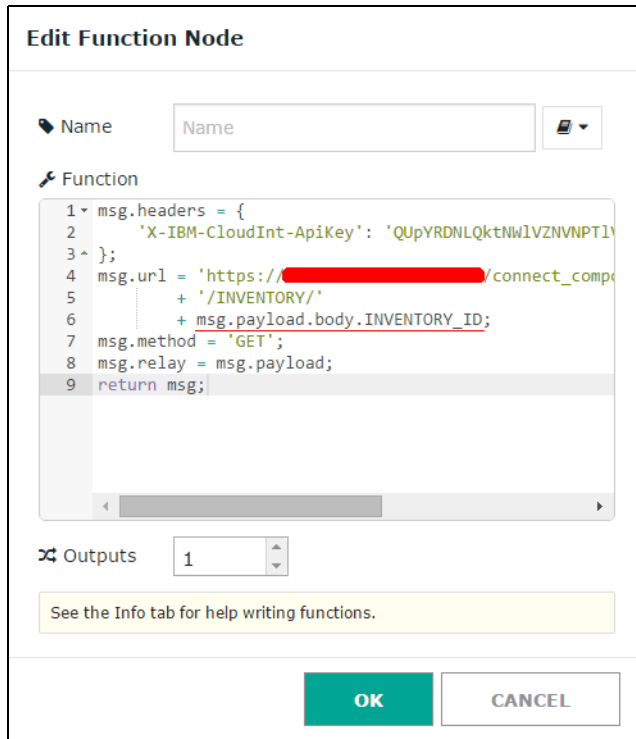 Edit Function Node
Name
Name
Function
1 msg.headers = {
2 'X-IBM-CloudInt-ApiKey':
3 };
4 msg.url = 'https:// /connect_compo
5 + '/INVENTORY/'
6 + msg.payload.body.INVENTORY_ID;
7 msg.method = 'GET';
8 msg.relay = msg.payload;
9 return msg;
Outputs
1
See the Info tab for help writing functions.
OK
CANCEL